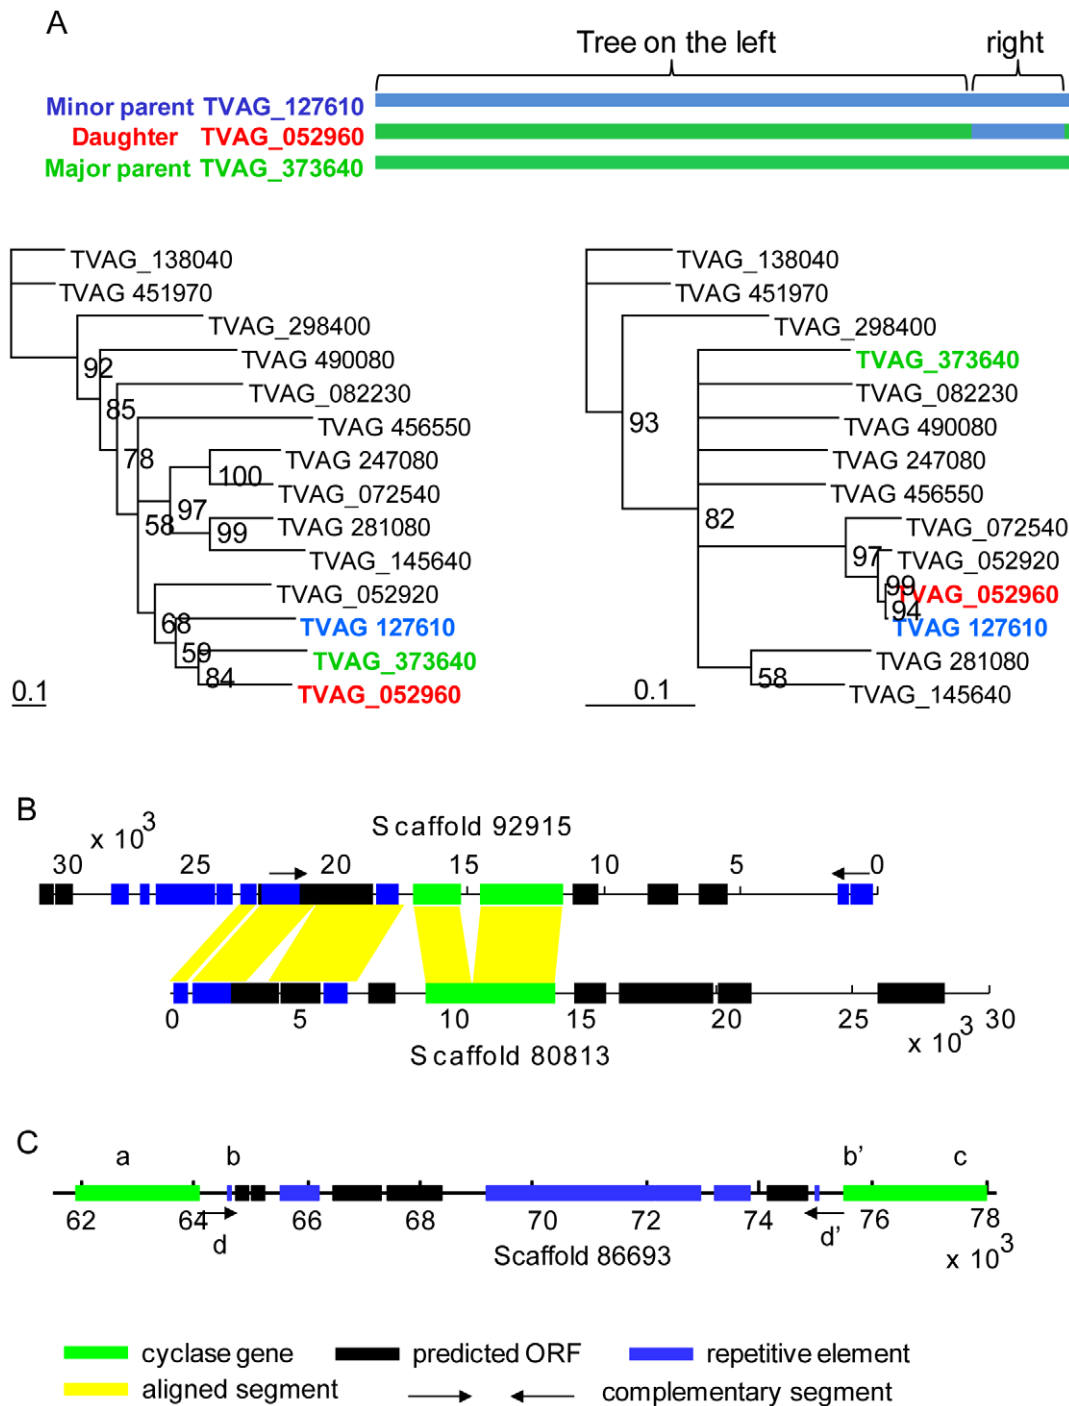 A
Tree on the left right
Minor parent TVAG_127610
Daughter TVAG_052960
Major parent TVAG_373640
TVAG_138040
TVAG 451970
TVAG_298400
TVAG 490080
TVAG_082230
TVAG 456550
TVAG 247080
TVAG_072540
TVAG 281080
TVAG_145640
TVAG_052920
TVAG 127610
TVAG_373640
TVAG_052960
92
85
78
58
97
100
99
68
59
84
0.1
TVAG_138040
TVAG 451970
TVAG_298400
TVAG_373640
TVAG_082230
TVAG 490080
TVAG 247080
TVAG 456550
TVAG_072540
TVAG_052920
TVAG_052960
TVAG 127610
TVAG 281080
TVAG_145640
93
82
97
99
94
58
0.1
B
x 10³ Scaffold 92915
30 25 20 15 10 5 0
0 5 10 15 20 25 30
Scaffold 80813 x 10³
C
a b b' c
62 64 66 68 70 72 74 76 78
d d'
Scaffold 86693 x 10³
cyclase gene predicted ORF repetitive element
aligned segment complementary segment